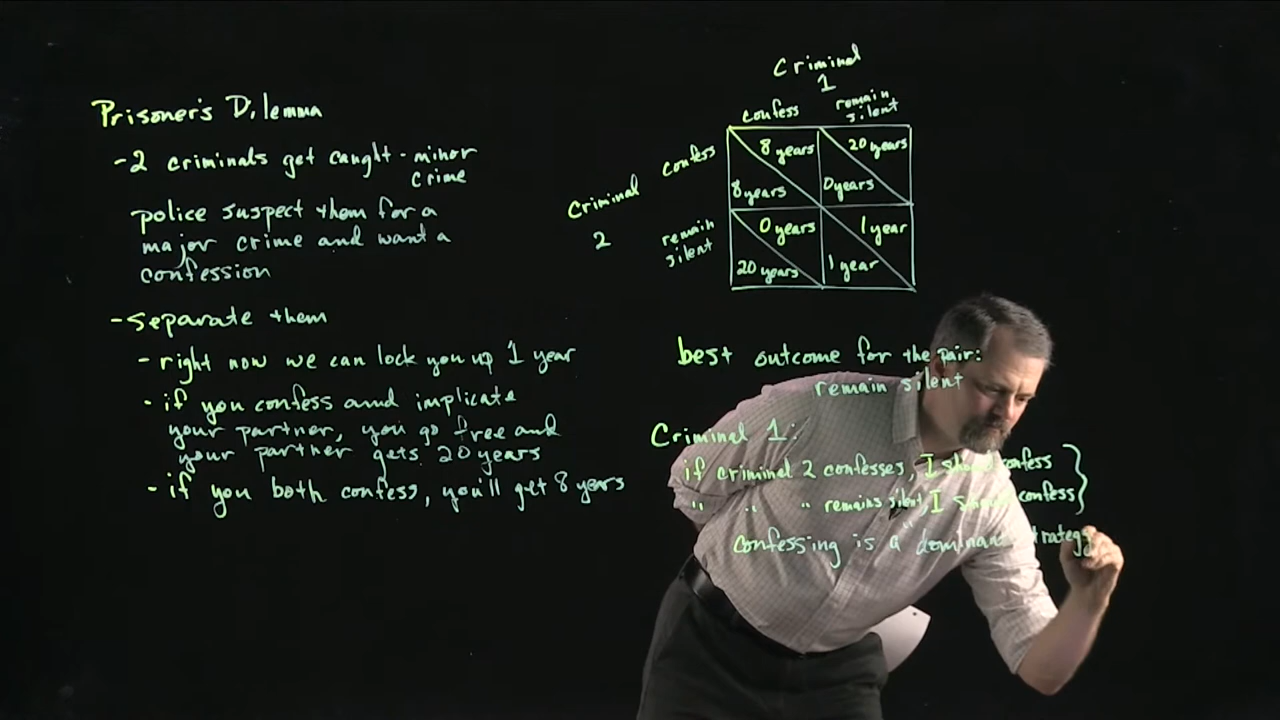 Prisoner's Dilemma
- 2 criminals get caught - minor
crime
police suspect them for a
major crime and want a
confession
- separate them
- right now we can lock you up 1 year
- if you confess and implicate
your partner, you go free and
your partner gets 20 years
- if you both confess, you'll get 8 years
Criminal
1
confess remain
silent
Criminal
2
confess
remain
silent
8 years 20 years
8 years 0 years
0 years 1 year
20 years 1 year
best outcome for the pair:
remain silent
Criminal 1:
if criminal 2 confesses, I should confess
" " " remains silent, I should confess
confessing is a "dominant strategy